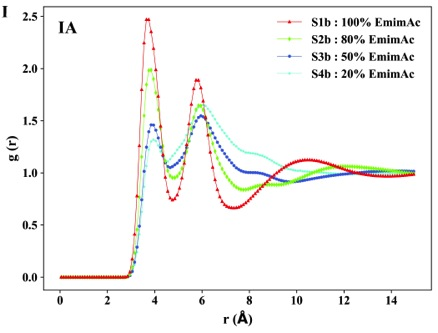 I
IA
S1b : 100% EmimAc
S2b : 80% EmimAc
S3b : 50% EmimAc
S4b : 20% EmimAc
2.5
2.0
1.5
1.0
0.5
0.0
g (r)
0 2 4 6 8 10 12 14
r (Å)